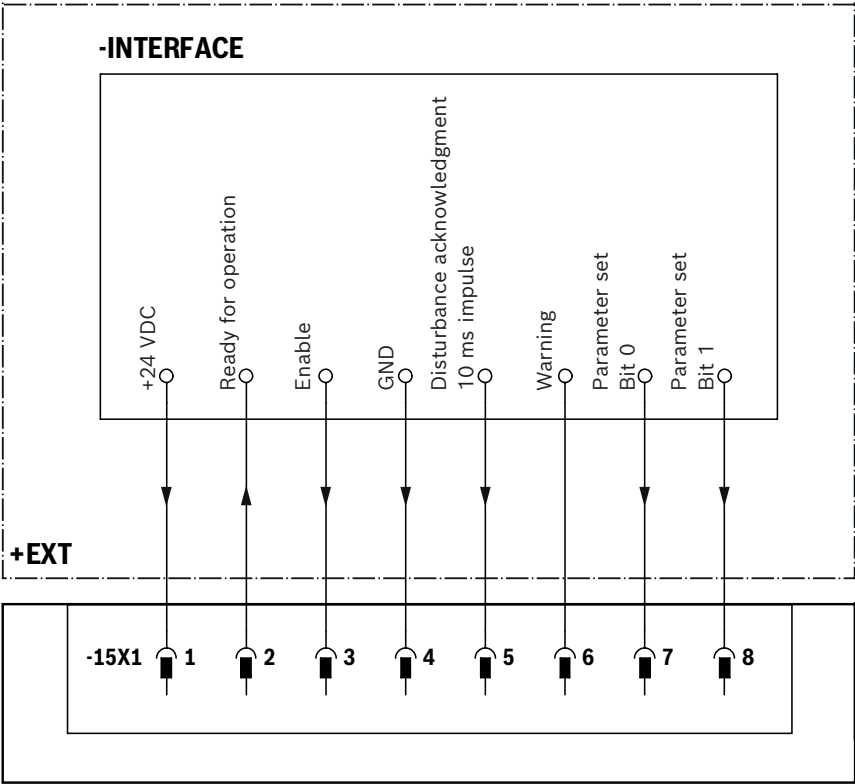 -INTERFACE
+24 VDC
Ready for operation
Enable
GND
Disturbance acknowledgment
10 ms impulse
Warning
Parameter set
Bit 0
Parameter set
Bit 1
+EXT
-15X1 1 2 3 4 5 6 7 8